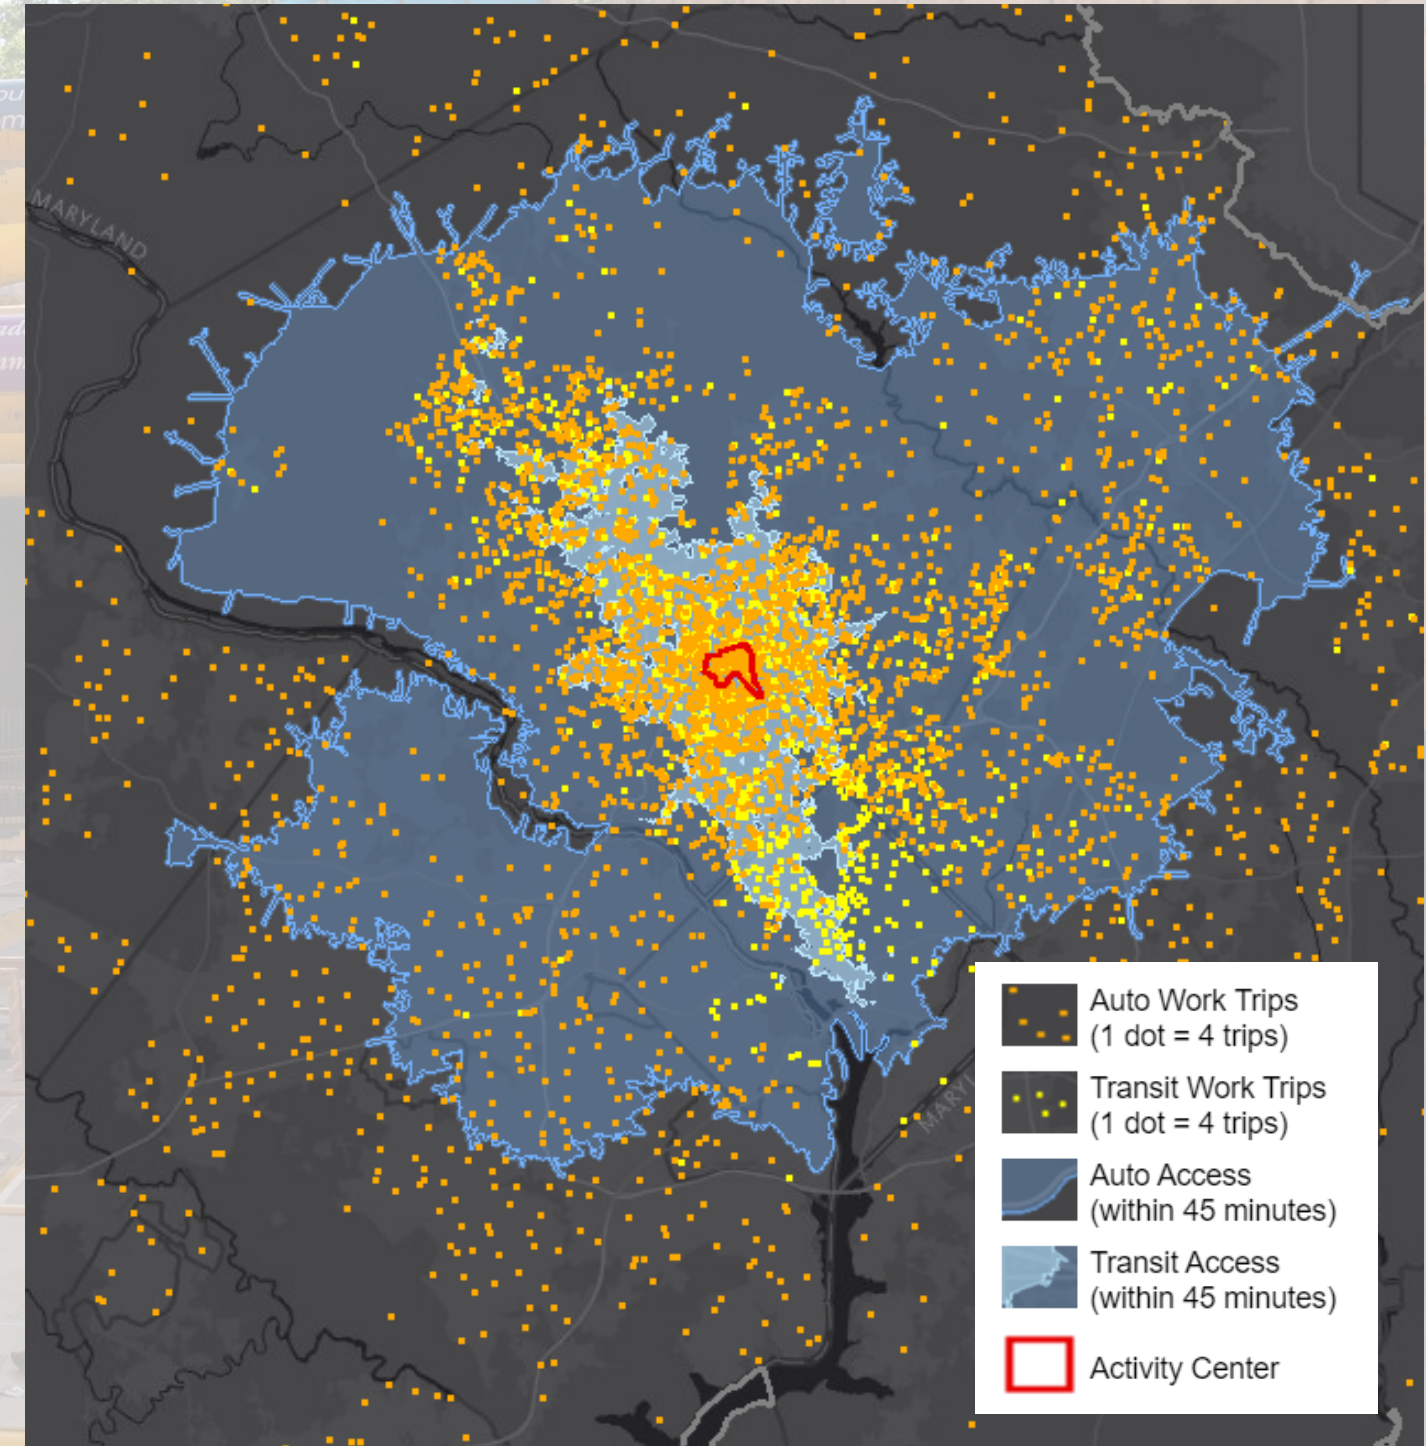 MARYLAND
Auto Work Trips
(1 dot = 4 trips)
Transit Work Trips
(1 dot = 4 trips)
Auto Access
(within 45 minutes)
Transit Access
(within 45 minutes)
Activity Center